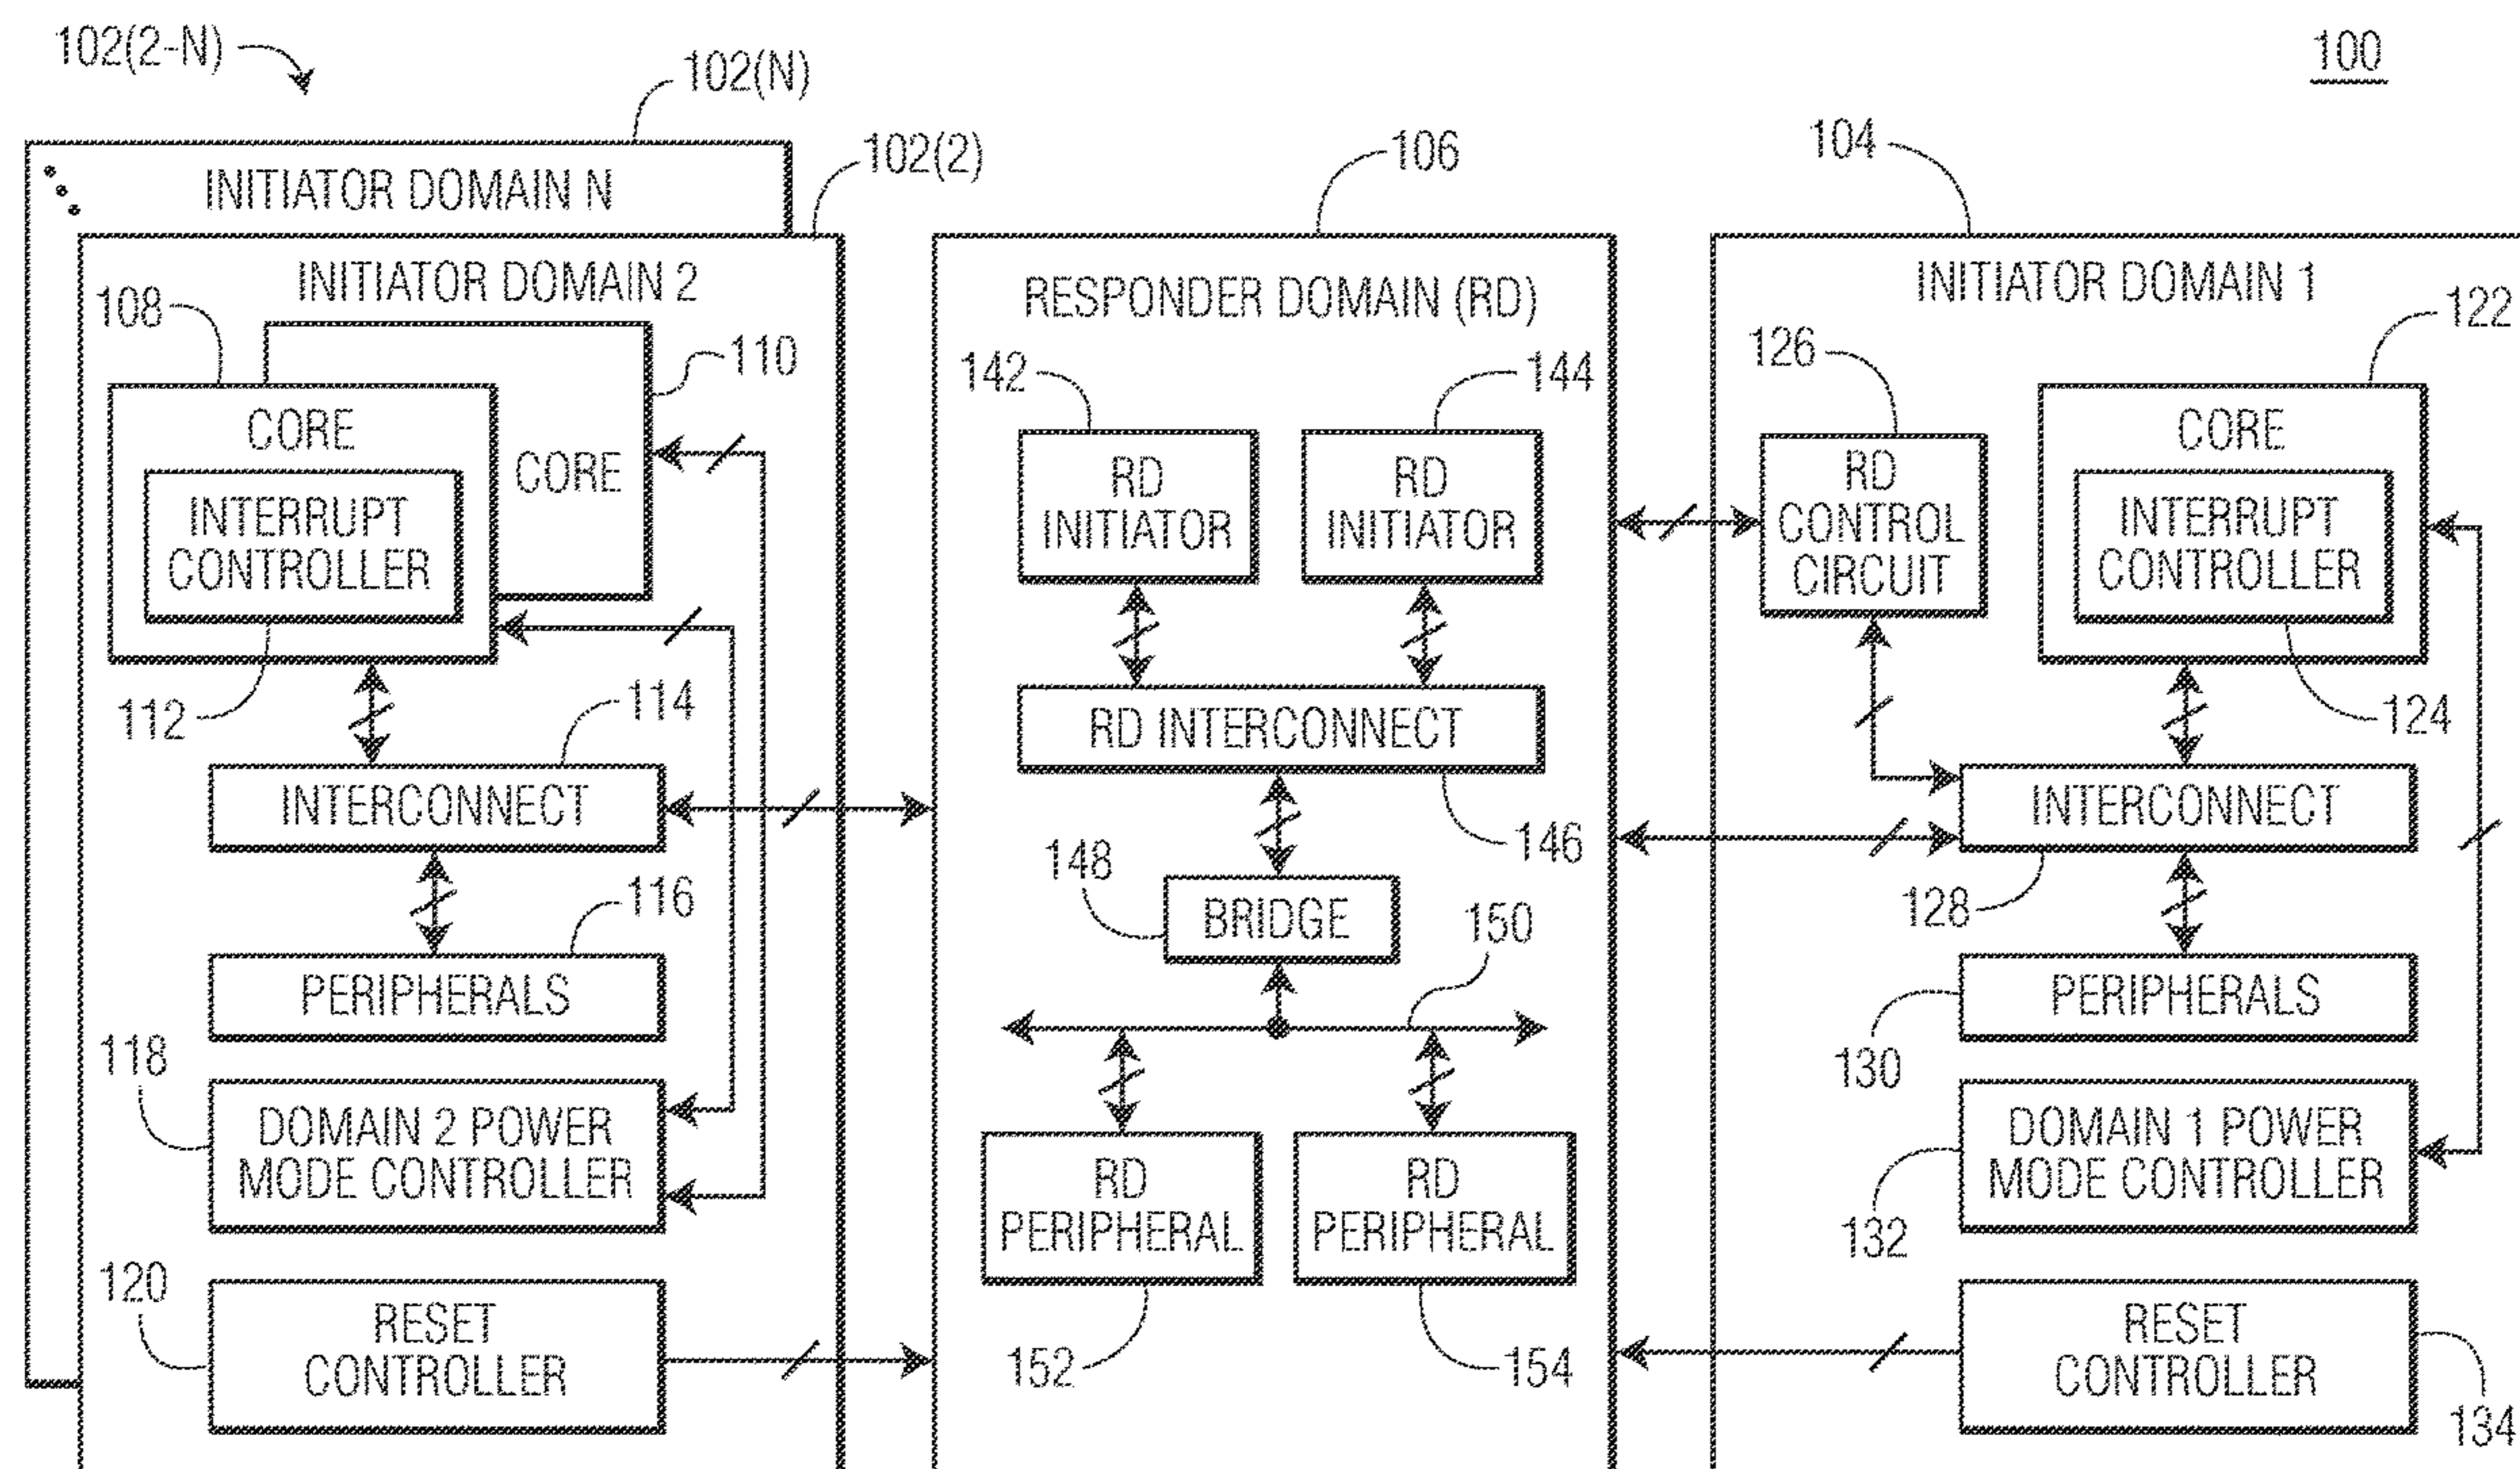 102(2-N)
102(N)
100
INITIATOR DOMAIN N
102(2)
106
104
INITIATOR DOMAIN 2
108
110
CORE
INTERRUPT
CONTROLLER
CORE
112
114
INTERCONNECT
116
PERIPHERALS
118
DOMAIN 2 POWER
MODE CONTROLLER
120
RESET
CONTROLLER
RESPONDER DOMAIN (RD)
142
144
RD
INITIATOR
RD
INITIATOR
RD INTERCONNECT
146
148
BRIDGE
150
RD
PERIPHERAL
RD
PERIPHERAL
152
154
INITIATOR DOMAIN 1
122
126
RD
CONTROL
CIRCUIT
CORE
INTERRUPT
CONTROLLER
124
INTERCONNECT
128
PERIPHERALS
130
DOMAIN 1 POWER
MODE CONTROLLER
132
RESET
CONTROLLER
134